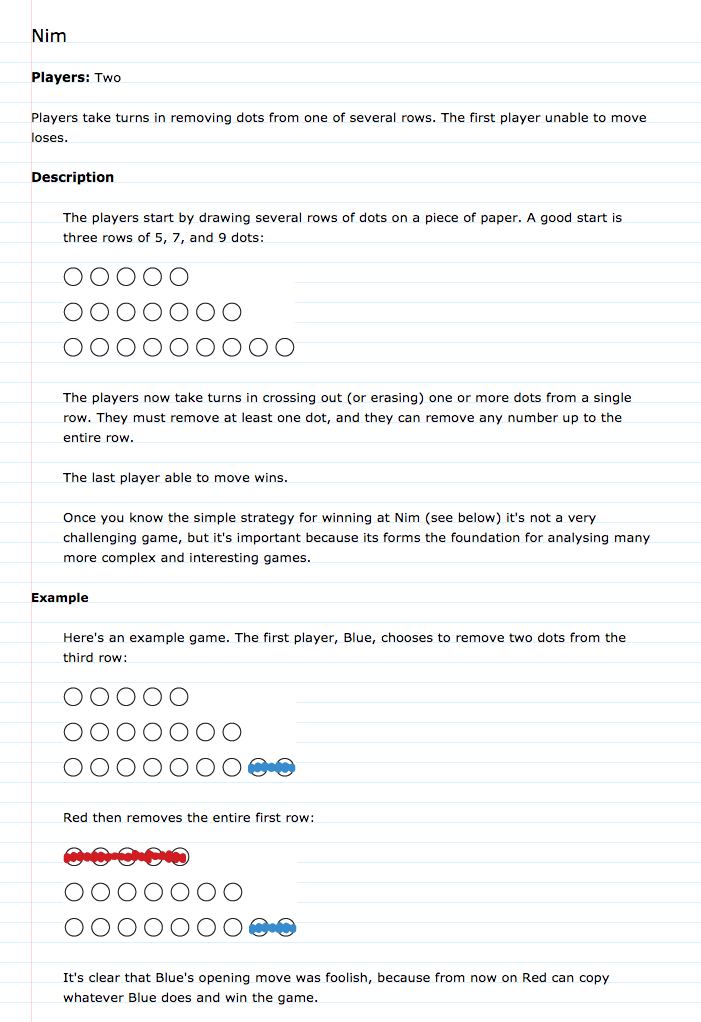 Nim
Players: Two
Players take turns in removing dots from one of several rows. The first player unable to move
loses.
Description
The players start by drawing several rows of dots on a piece of paper. A good start is
three rows of 5, 7, and 9 dots:
The players now take turns in crossing out (or erasing) one or more dots from a single
row. They must remove at least one dot, and they can remove any number up to the
entire row.
The last player able to move wins.
Once you know the simple strategy for winning at Nim (see below) it's not a very
challenging game, but it's important because its forms the foundation for analysing many
more complex and interesting games.
Example
Here's an example game. The first player, Blue, chooses to remove two dots from the
third row:
Red then removes the entire first row:
It's clear that Blue's opening move was foolish, because from now on Red can copy
whatever Blue does and win the game.